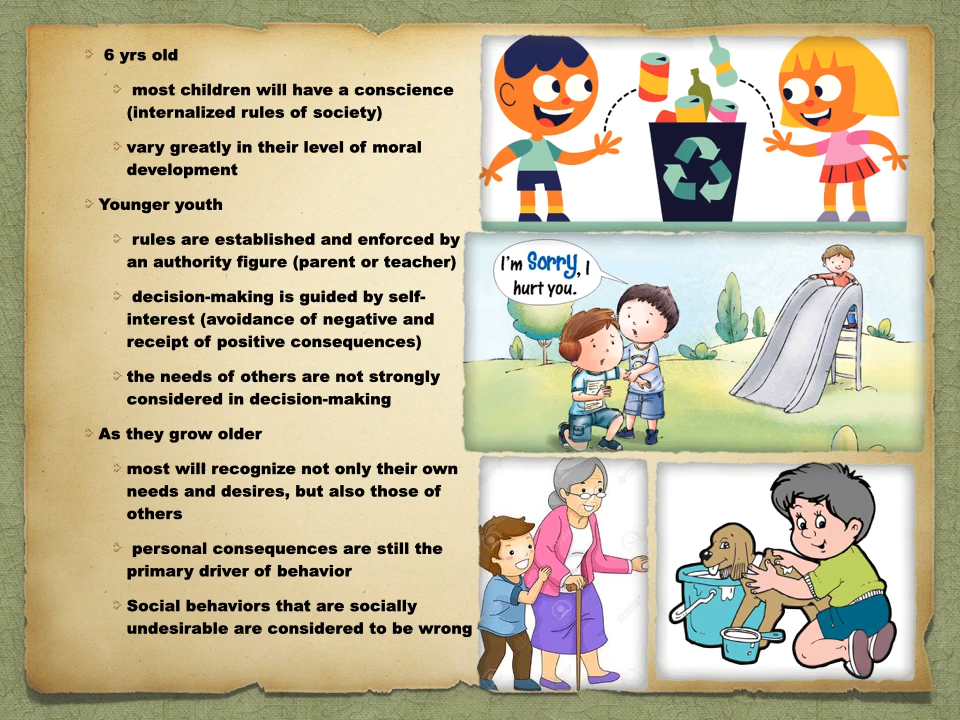 6 yrs old
most children will have a conscience
(internalized rules of society)
vary greatly in their level of moral
development
Younger youth
rules are established and enforced by
an authority figure (parent or teacher)
decision-making is guided by self-
interest (avoidance of negative and
receipt of positive consequences)
the needs of others are not strongly
considered in decision-making
As they grow older
most will recognize not only their own
needs and desires, but also those of
others
personal consequences are still the
primary driver of behavior
Social behaviors that are socially
undesirable are considered to be wrong
I'm Sorry, I
hurt you.